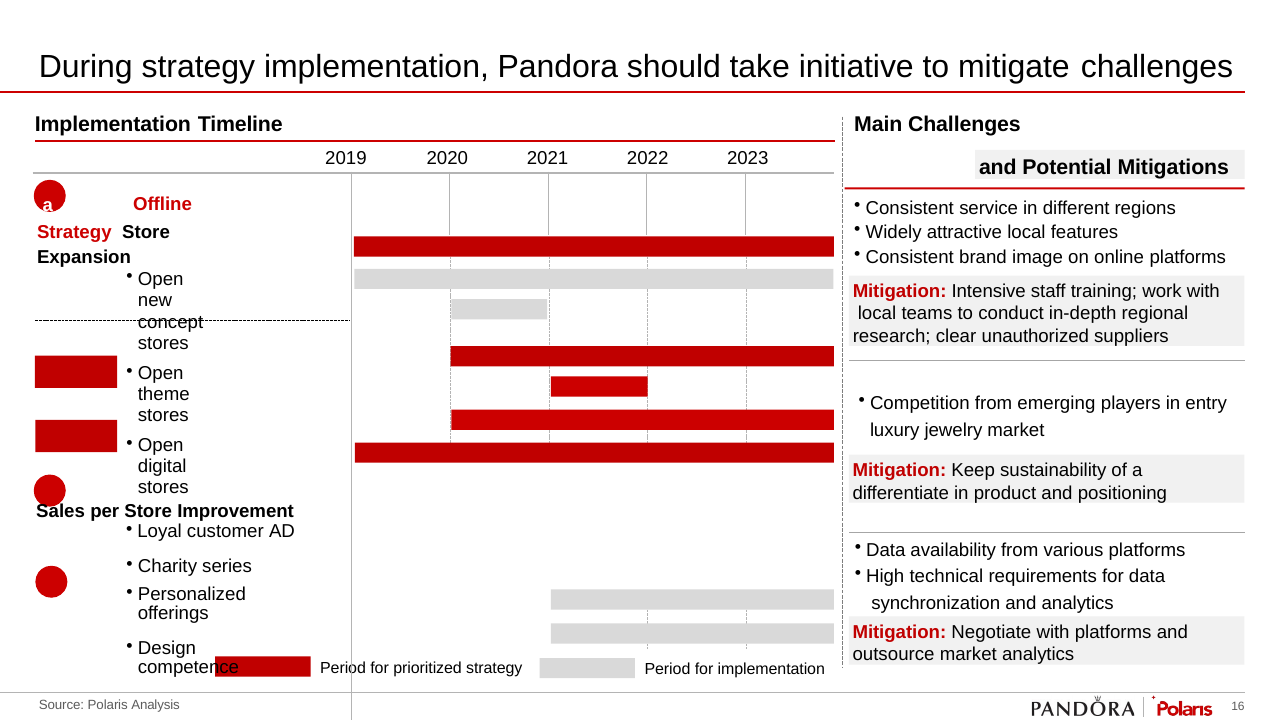 During strategy implementation, Pandora should take initiative to mitigate challenges
Implementation Timeline
2019 2020 2021 2022 2023
a Offline
Strategy Store
Expansion
• Open
new
concept
stores
• Open
theme
stores
• Open
digital
stores
Sales per Store Improvement
• Loyal customer AD
• Charity series
• Personalized
offerings
• Design
competence
Period for prioritized strategy
Period for implementation
Main Challenges
and Potential Mitigations
• Consistent service in different regions
• Widely attractive local features
• Consistent brand image on online platforms
Mitigation: Intensive staff training; work with
local teams to conduct in-depth regional
research; clear unauthorized suppliers
• Competition from emerging players in entry
luxury jewelry market
Mitigation: Keep sustainability of a
differentiate in product and positioning
• Data availability from various platforms
• High technical requirements for data
synchronization and analytics
Mitigation: Negotiate with platforms and
outsource market analytics
Source: Polaris Analysis
PANDÖRA Polaris 16